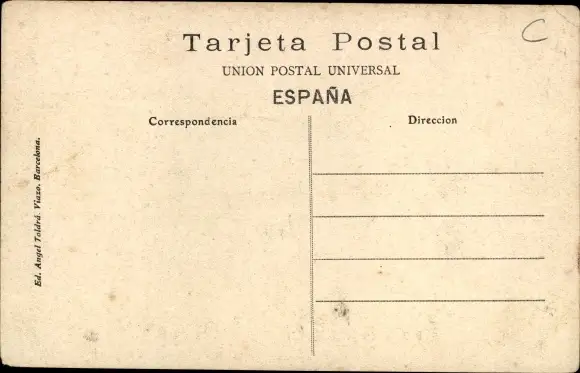 Tarjeta Postal
UNION POSTAL UNIVERSAL
ESPAÑA
Correspondencia
Direccion
Ed. Angel Toldrá. Viazo. Barcelona.
C